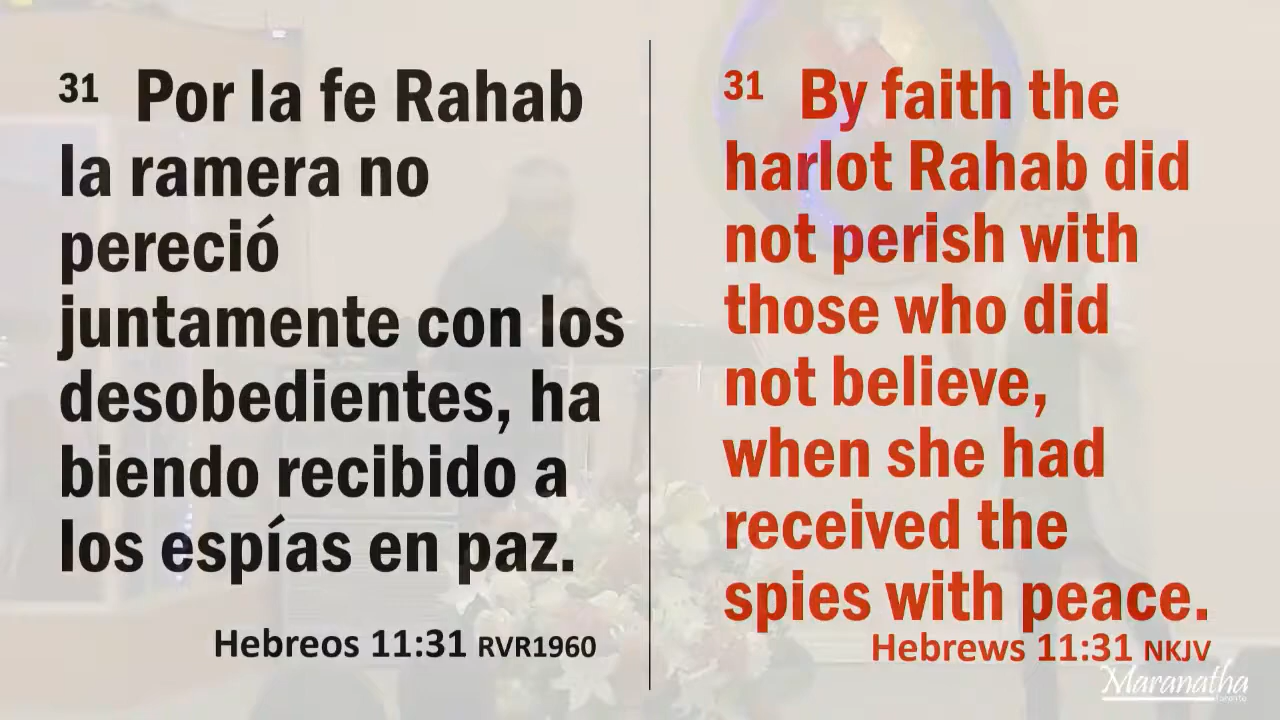 31 Por la fe Rahab
la ramera no
pereció
juntamente con los
desobedientes, ha
biendo recibido a
los espías en paz.
Hebreos 11:31 RVR1960
31 By faith the
harlot Rahab did
not perish with
those who did
not believe,
when she had
received the
spies with peace.
Hebrews 11:31 NKJV
Maranatha